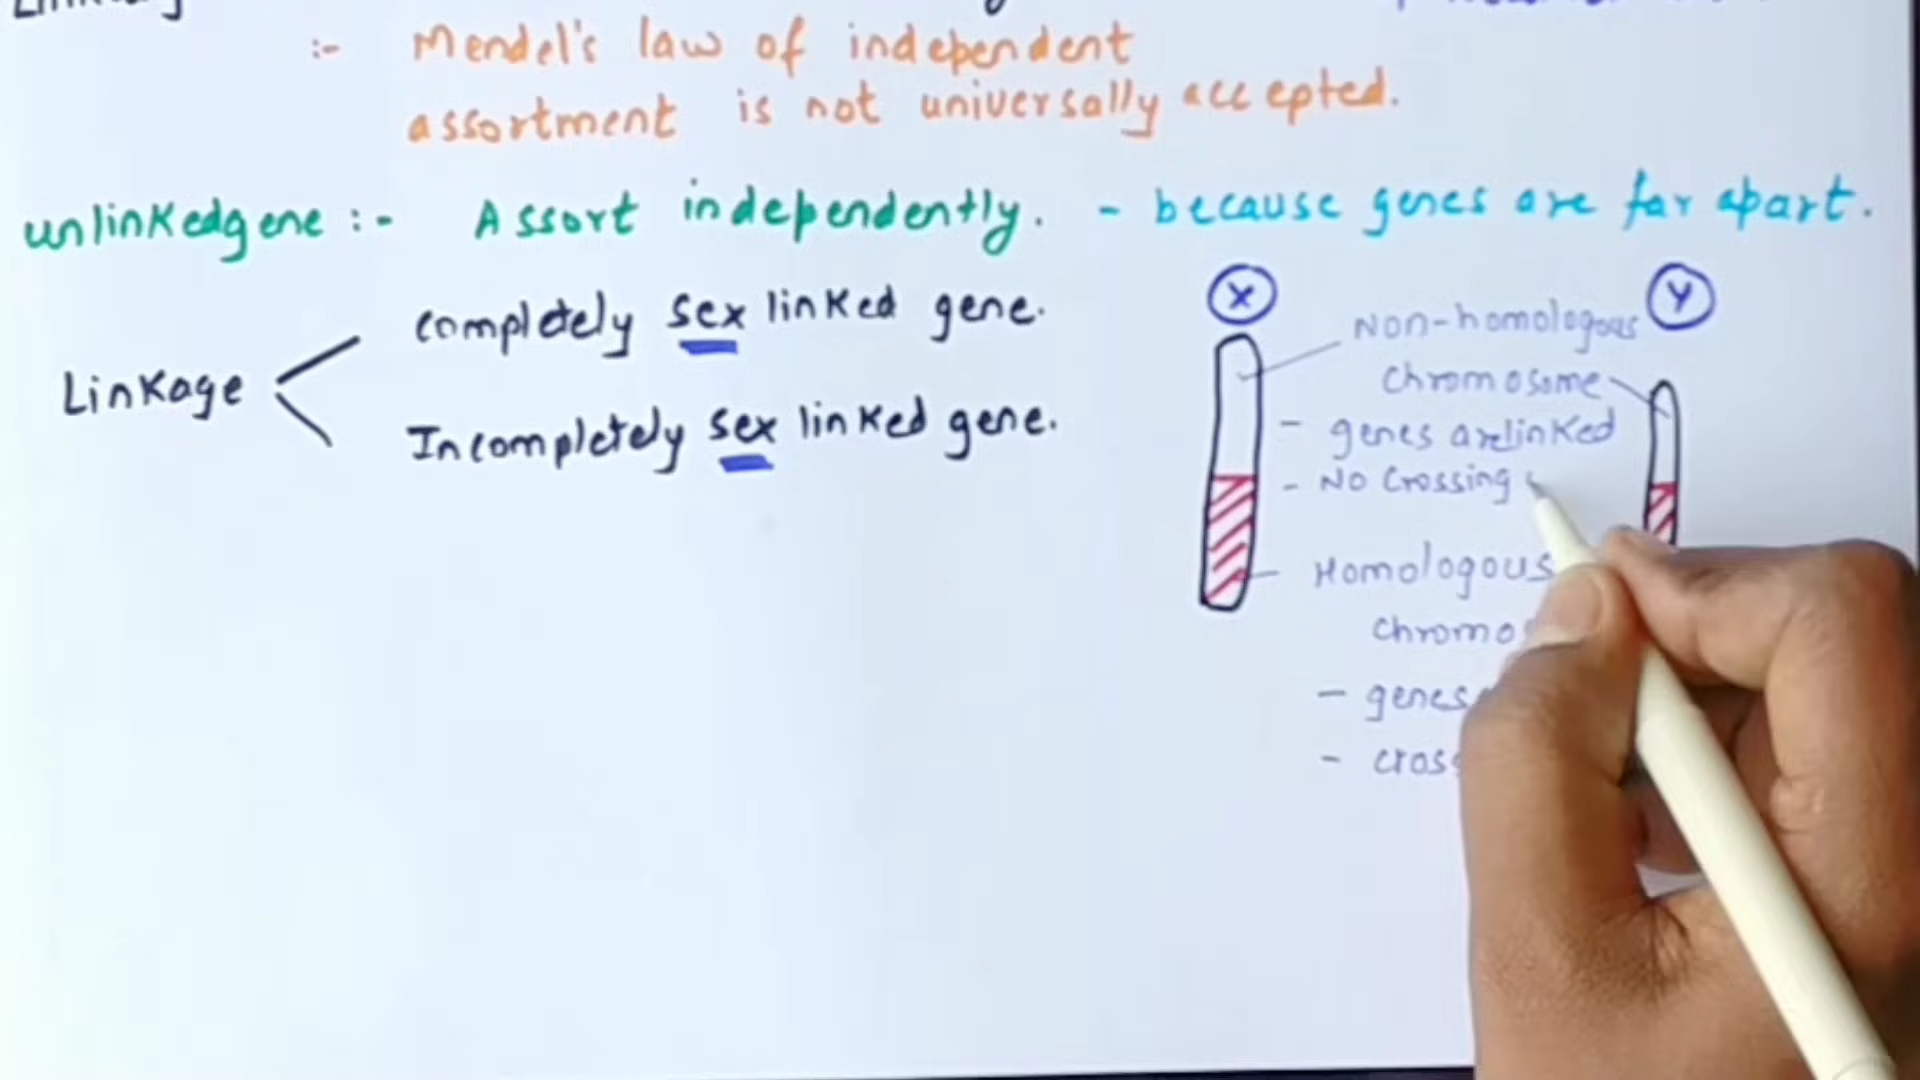 :- Mendel's law of independent
assortment is not universally accepted.
unlinkedgene :- Assort independently. - because genes are far apart.
Linkage
completely sex linked gene.
Incompletely sex linked gene.
X
Y
Non-homologous
chromosome
- genes arelinked
- No crossing
- Homologous
- genes